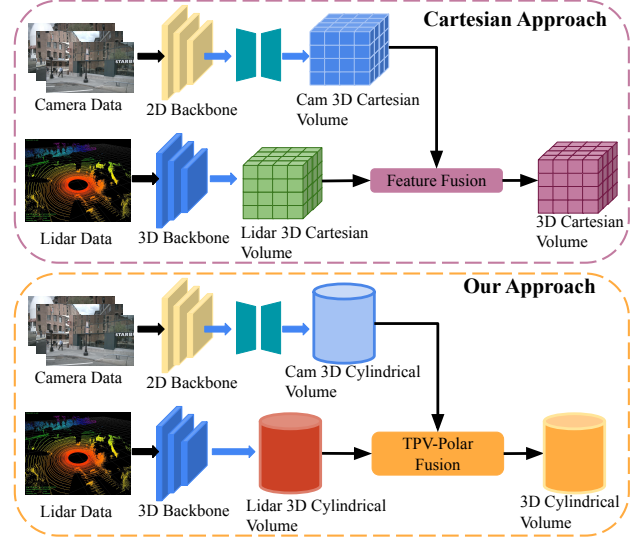 Cartesian Approach
STARB
Camera Data
2D Backbone
Cam 3D Cartesian
Volume
Feature Fusion
Lidar Data
3D Backbone
Lidar 3D Cartesian
Volume
3D Cartesian
Volume
Our Approach
STARB
Camera Data
2D Backbone
Cam 3D Cylindrical
Volume
TPV-Polar
Fusion
Lidar Data
3D Backbone
Lidar 3D Cylindrical
Volume
3D Cylindrical
Volume